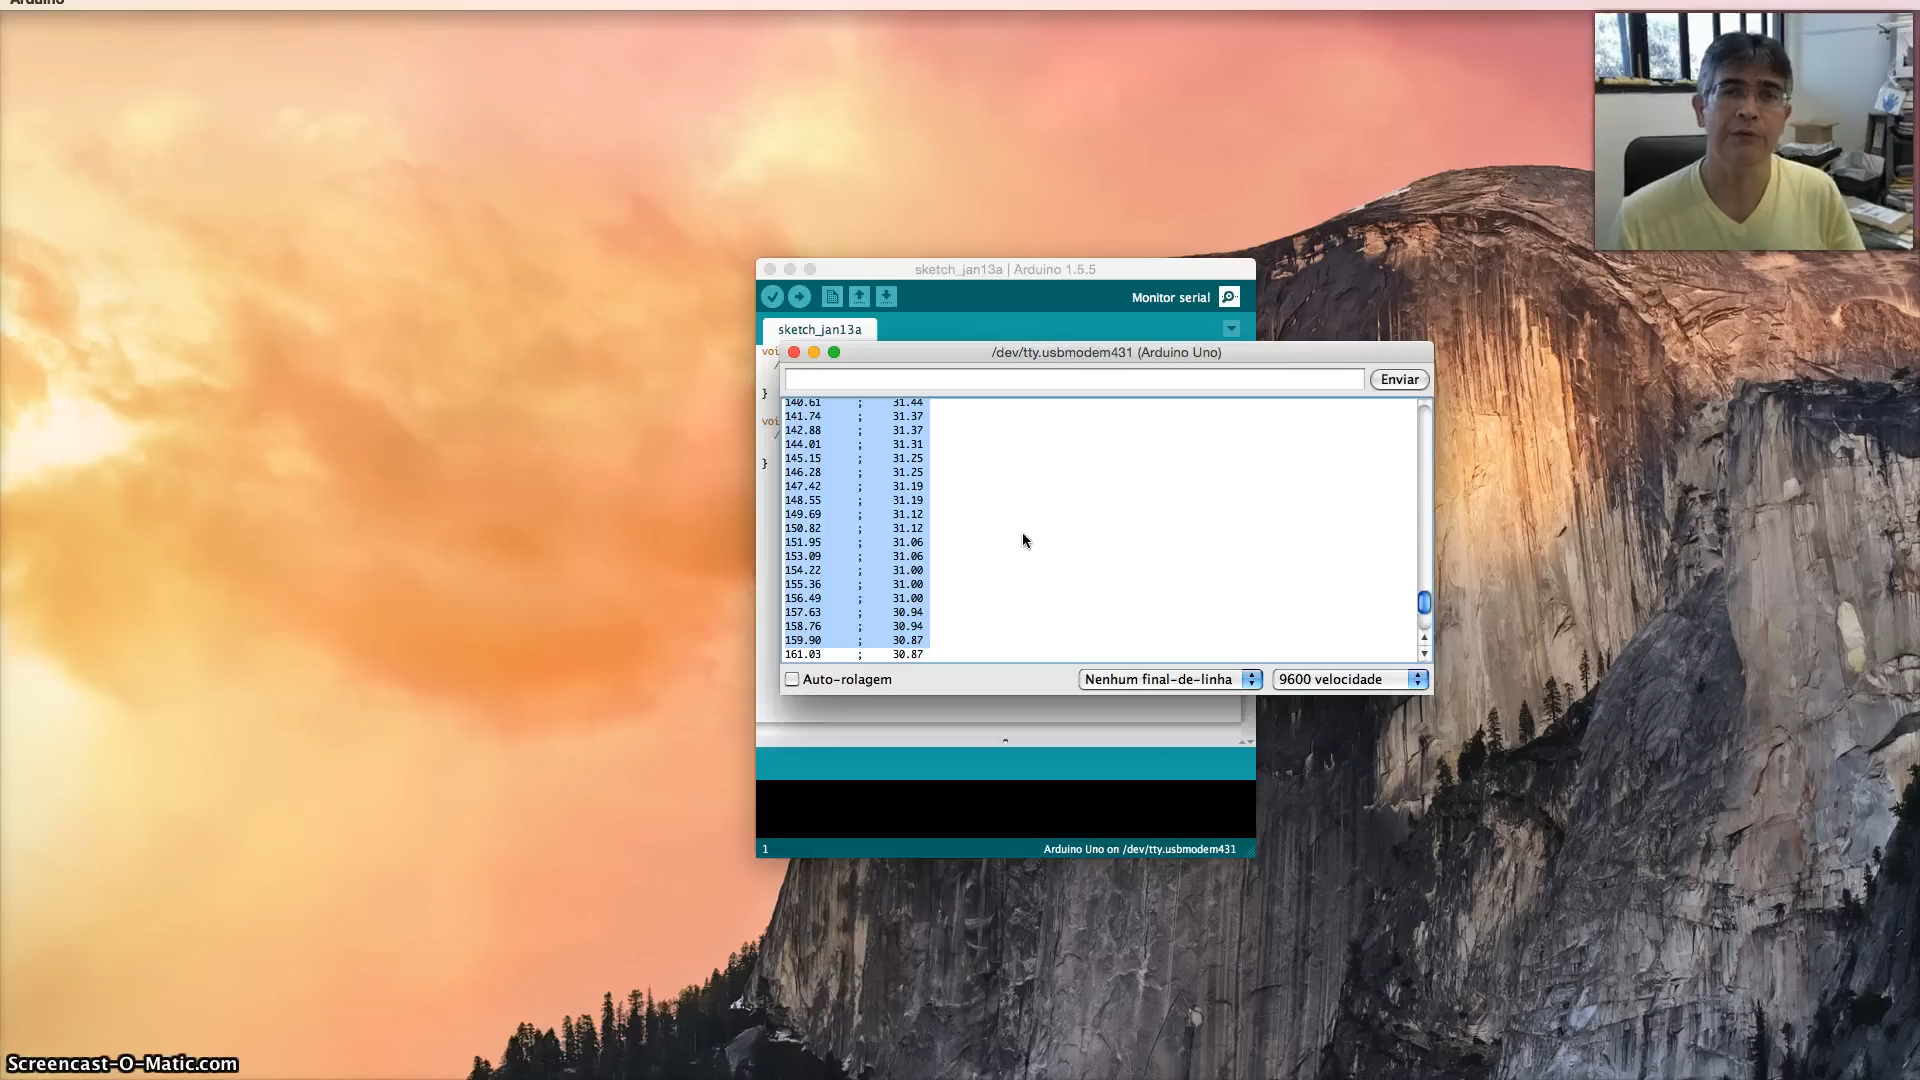 Arduino
sketch_jan13a | Arduino 1.5.5
Monitor serial
sketch_jan13a
voi
/
}
voi
/
}
/dev/tty.usbmodem431 (Arduino Uno)
Enviar
140.61 ; 31.44
141.74 ; 31.37
142.88 ; 31.37
144.01 ; 31.31
145.15 ; 31.25
146.28 ; 31.25
147.42 ; 31.19
148.55 ; 31.19
149.69 ; 31.12
150.82 ; 31.12
151.95 ; 31.06
153.09 ; 31.06
154.22 ; 31.00
155.36 ; 31.00
156.49 ; 31.00
157.63 ; 30.94
158.76 ; 30.94
159.90 ; 30.87
161.03 ; 30.87
Auto-rolagem
Nenhum final-de-linha
9600 velocidade
1
Arduino Uno on /dev/tty.usbmodem431
Screencast-O-Matic.com